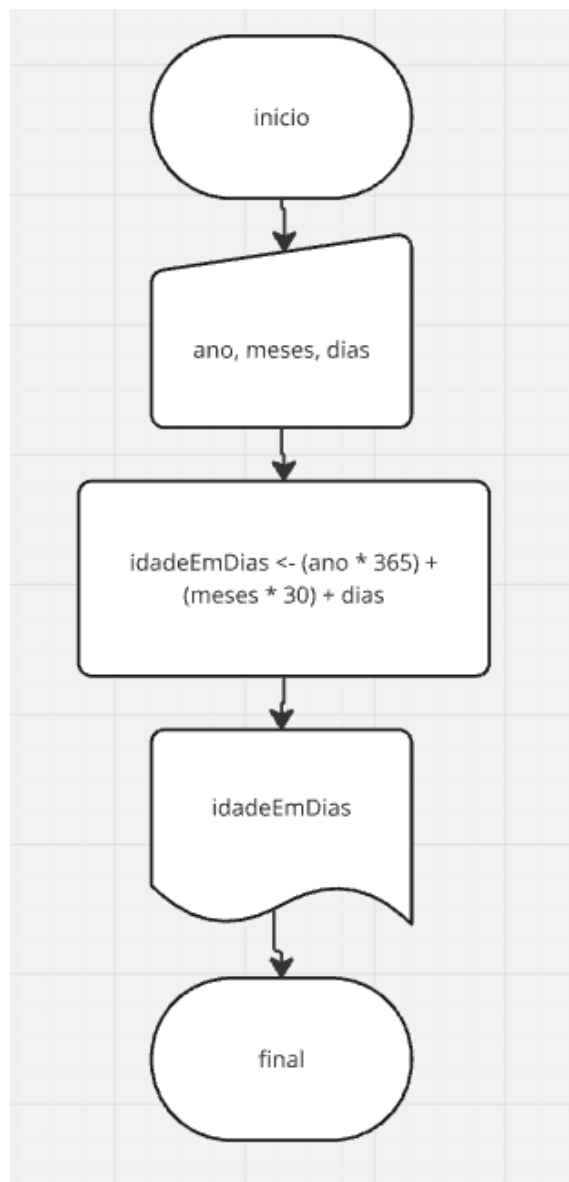 inicio
ano, meses, dias
idadeEmDias <- (ano * 365) +
(meses * 30) + dias
idadeEmDias
final